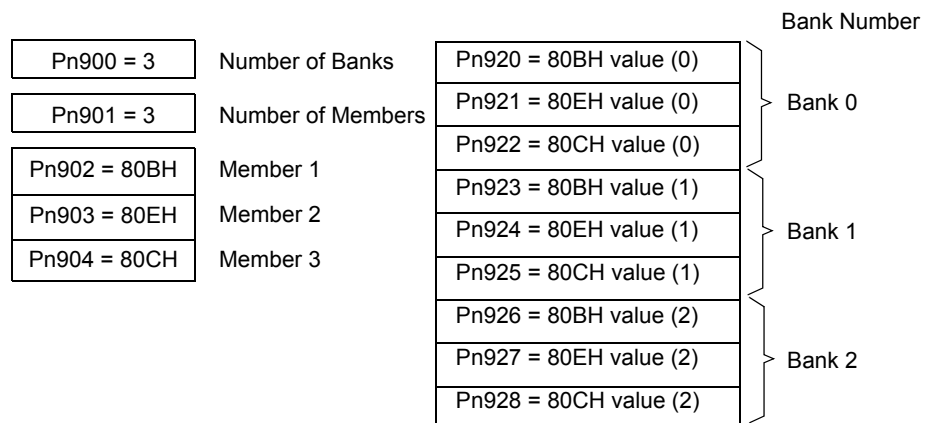 Bank Number
Pn900 = 3 Number of Banks
Pn901 = 3 Number of Members
Pn902 = 80BH Member 1
Pn903 = 80EH Member 2
Pn904 = 80CH Member 3
Pn920 = 80BH value (0)
Pn921 = 80EH value (0)
Pn922 = 80CH value (0)
Bank 0
Pn923 = 80BH value (1)
Pn924 = 80EH value (1)
Pn925 = 80CH value (1)
Bank 1
Pn926 = 80BH value (2)
Pn927 = 80EH value (2)
Pn928 = 80CH value (2)
Bank 2